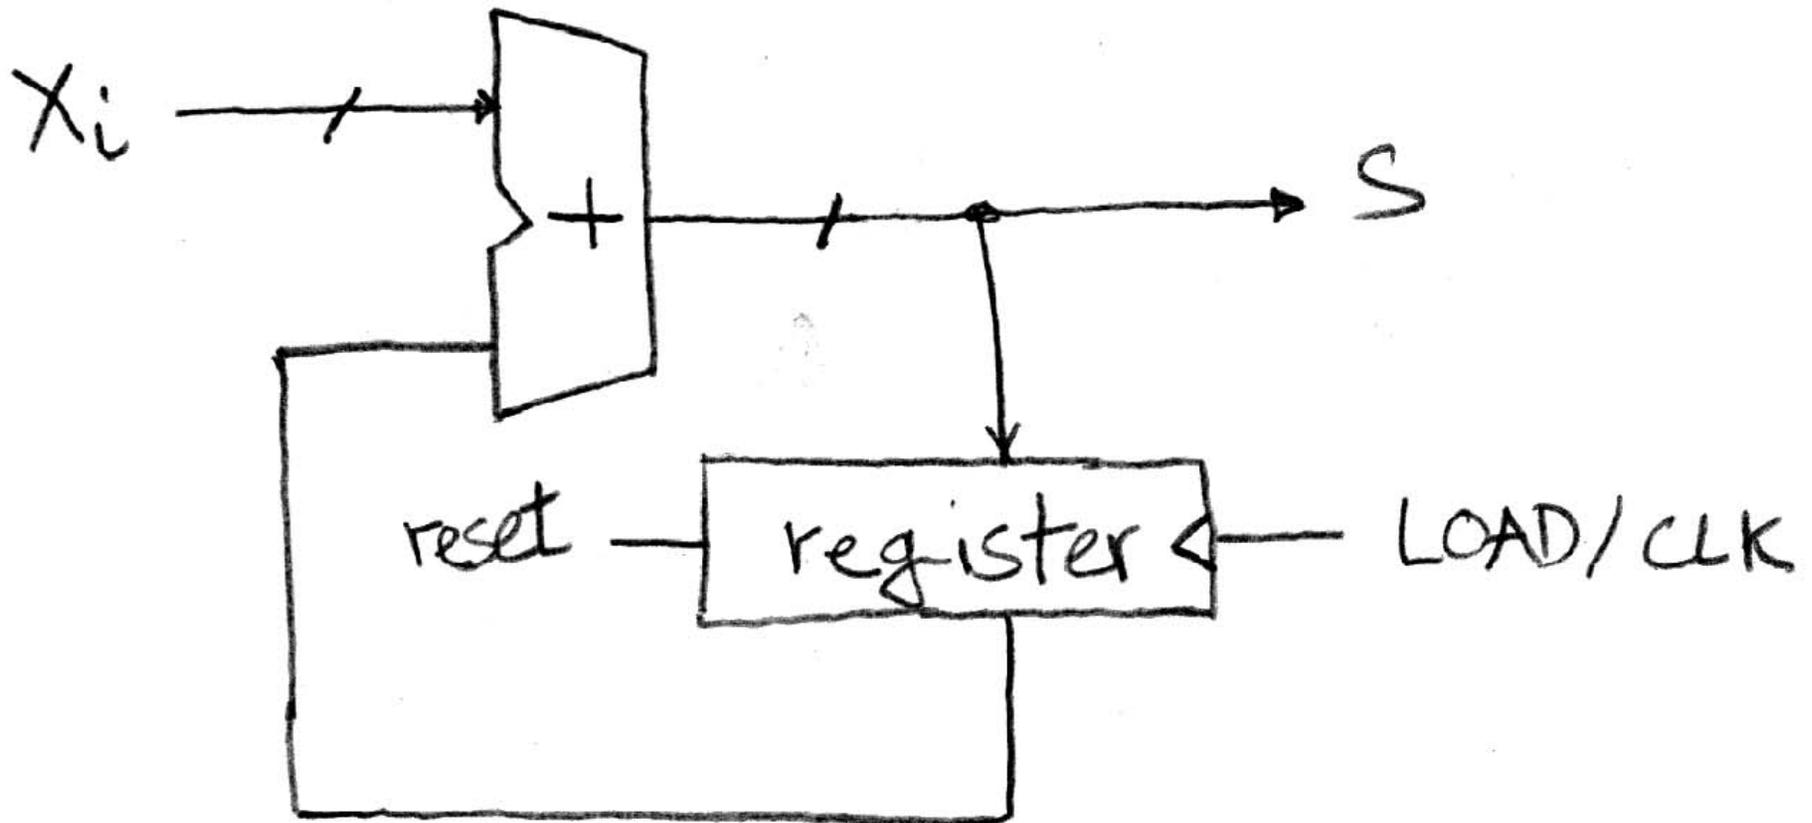 Xi
+
S
reset
register
LOAD/CLK